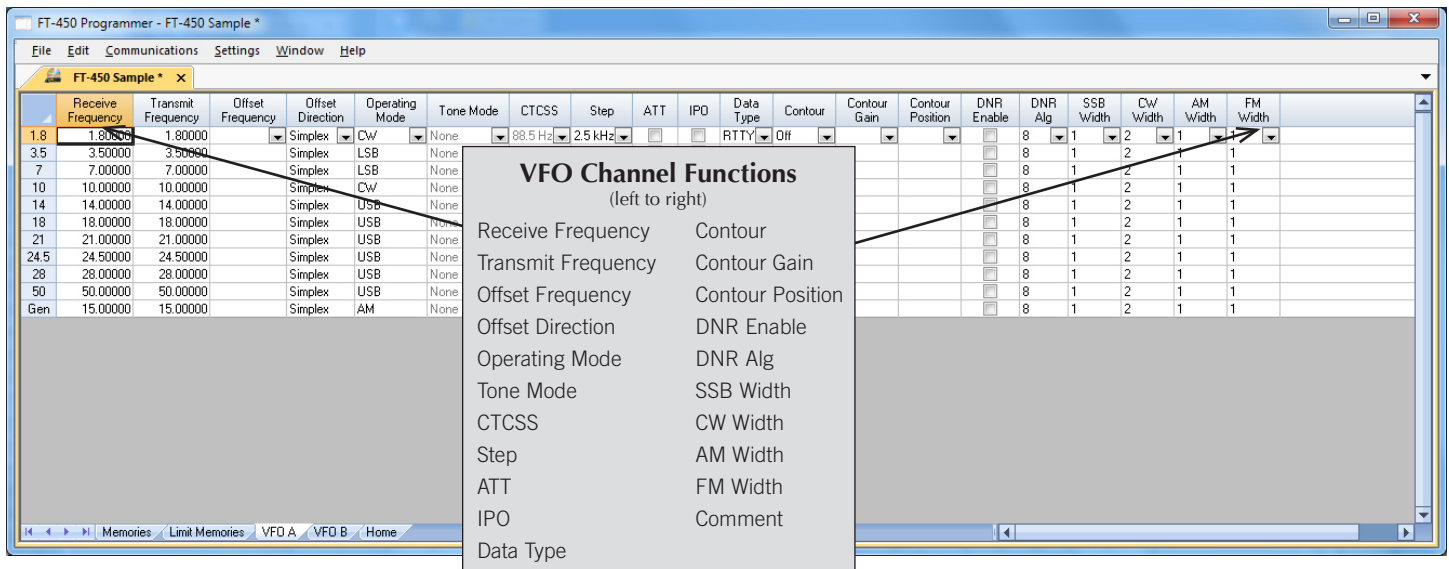 FT-450 Programmer - FT-450 Sample *
File Edit Communications Settings Window Help
FT-450 Sample * X
Receive Frequency Transmit Frequency Offset Frequency Offset Direction Operating Mode Tone Mode CTCSS Step ATT IPO Data Type Contour Contour Gain Contour Position DNR Enable DNR Alg SSB Width CW Width AM Width FM Width
1.8 1.80000 1.80000 Simplex CW None 88.5 Hz 2.5 kHz RTTY Off 8 1 2 1 1
3.5 3.50000 3.50000 Simplex LSB None 8 1 2 1 1
7 7.00000 7.00000 Simplex LSB None 8 1 2 1 1
10 10.00000 10.00000 Simplex CW None 8 1 2 1 1
14 14.00000 14.00000 Simplex USB None 8 1 2 1 1
18 18.00000 18.00000 Simplex USB None 8 1 2 1 1
21 21.00000 21.00000 Simplex USB None 8 1 2 1 1
24.5 24.50000 24.50000 Simplex USB None 8 1 2 1 1
28 28.00000 28.00000 Simplex USB None 8 1 2 1 1
50 50.00000 50.00000 Simplex USB None 8 1 2 1 1
Gen 15.00000 15.00000 Simplex AM None 8 1 2 1 1
VFO Channel Functions
(left to right)
Receive Frequency
Transmit Frequency
Offset Frequency
Offset Direction
Operating Mode
Tone Mode
CTCSS
Step
ATT
IPO
Data Type
Contour
Contour Gain
Contour Position
DNR Enable
DNR Alg
SSB Width
CW Width
AM Width
FM Width
Comment
Memories Limit Memories VFO A VFO B Home